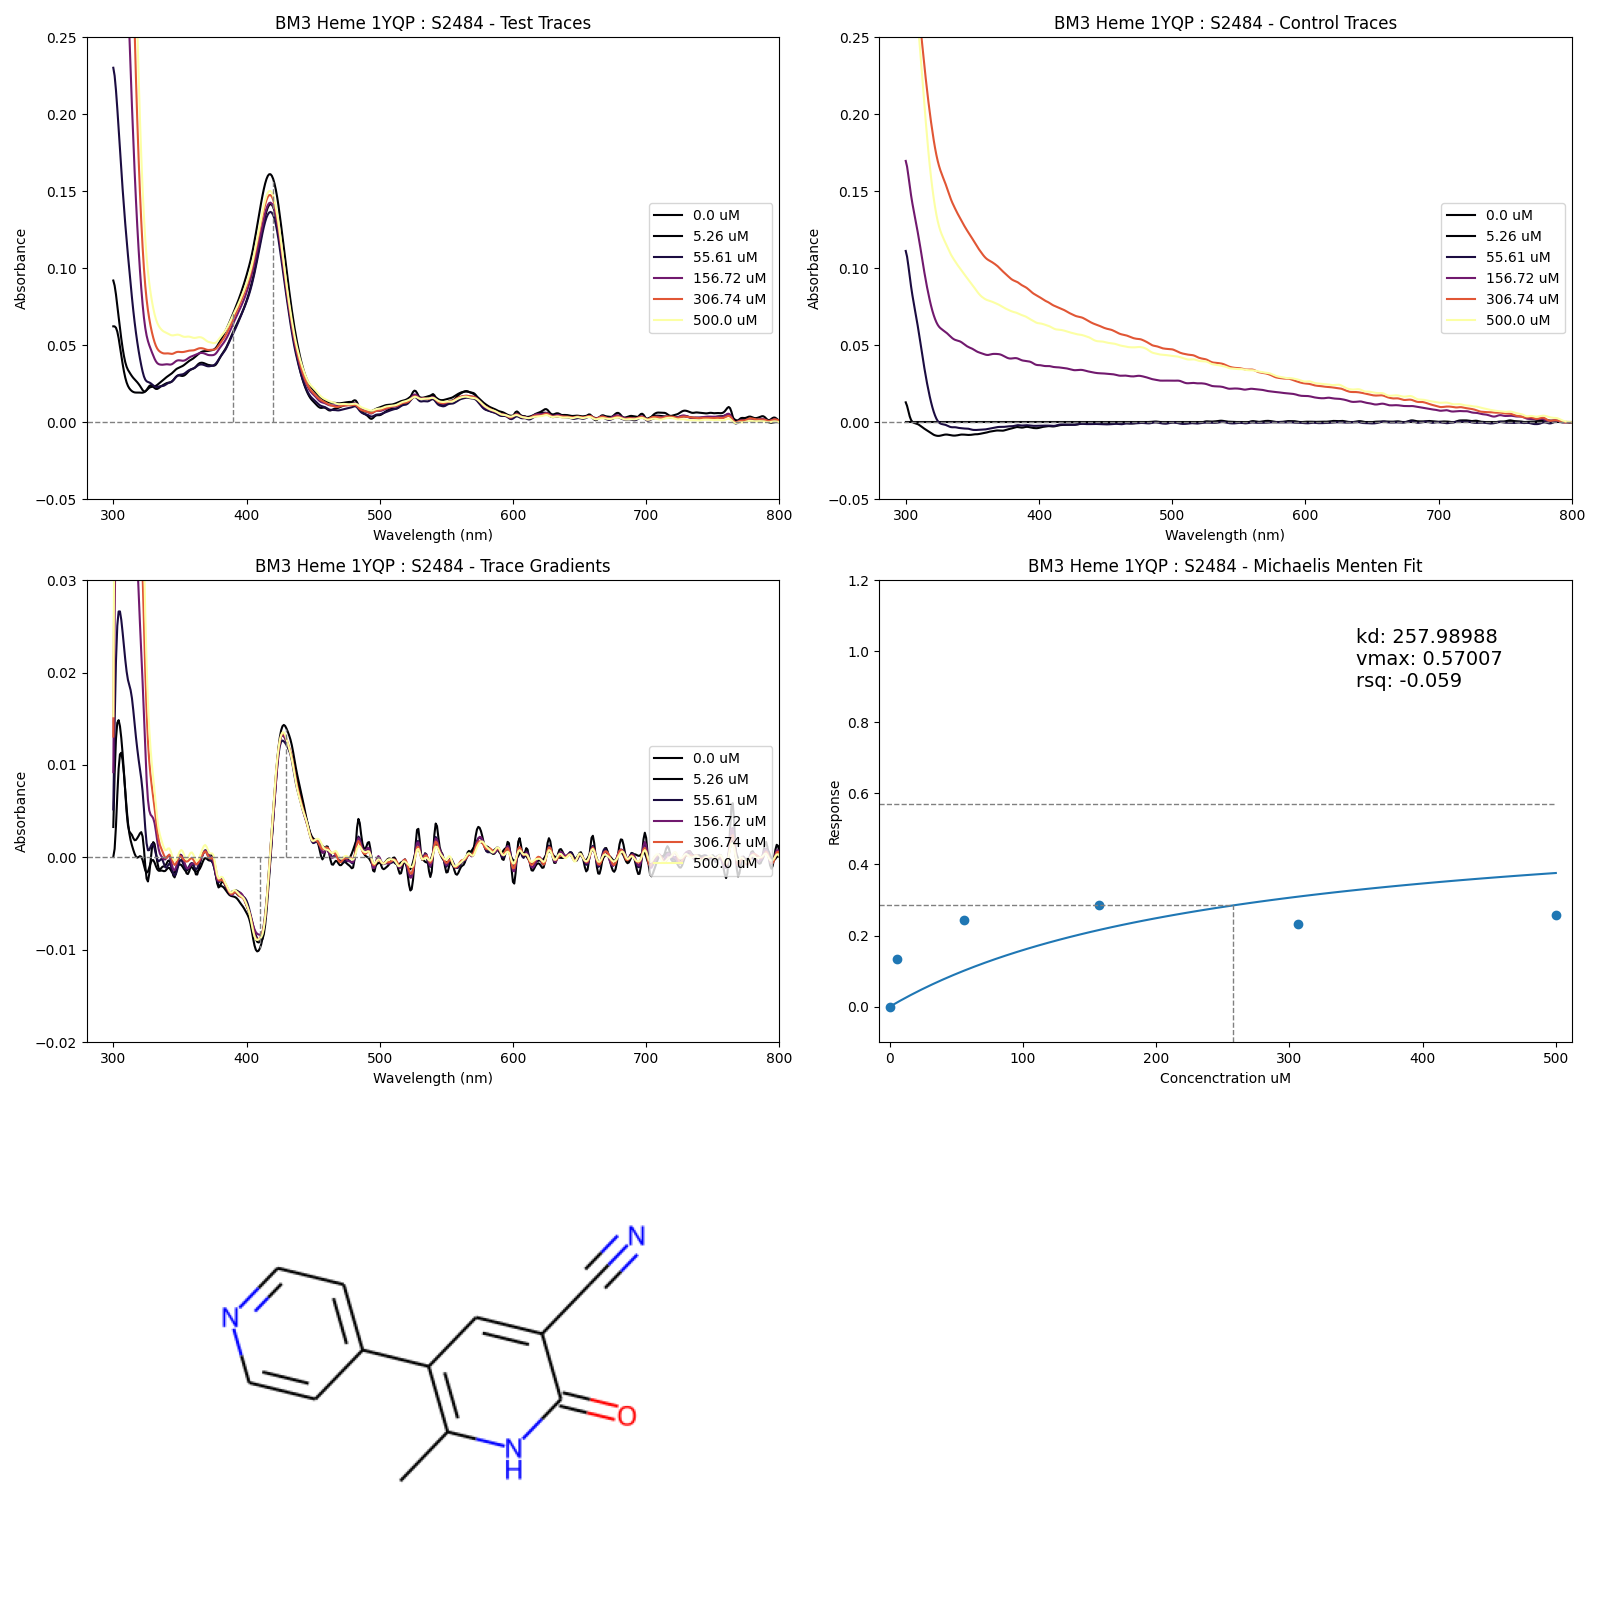 BM3 Heme 1YQP : S2484 - Test Traces
0.25
0.20
0.15
0.10
0.05
0.00
−0.05
Absorbance
300 400 500 600 700 800
Wavelength (nm)
0.0 uM
5.26 uM
55.61 uM
156.72 uM
306.74 uM
500.0 uM
BM3 Heme 1YQP : S2484 - Control Traces
0.25
0.20
0.15
0.10
0.05
0.00
−0.05
Absorbance
300 400 500 600 700 800
Wavelength (nm)
0.0 uM
5.26 uM
55.61 uM
156.72 uM
306.74 uM
500.0 uM
BM3 Heme 1YQP : S2484 - Trace Gradients
0.03
0.02
0.01
0.00
−0.01
−0.02
Absorbance
300 400 500 600 700 800
Wavelength (nm)
0.0 uM
5.26 uM
55.61 uM
156.72 uM
306.74 uM
500.0 uM
BM3 Heme 1YQP : S2484 - Michaelis Menten Fit
1.2
1.0
0.8
0.6
0.4
0.2
0.0
Response
kd: 257.98988
vmax: 0.57007
rsq: -0.059
0 100 200 300 400 500
Concenctration uM
N
N
O
N
H